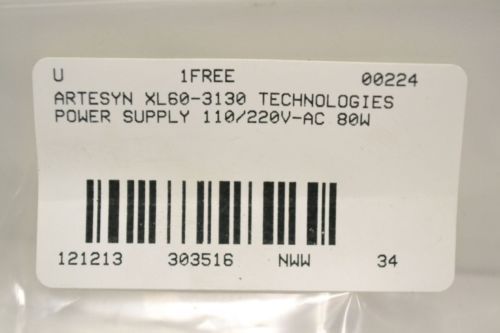 U 1FREE 00224
ARTESYN XL60-3130 TECHNOLOGIES
POWER SUPPLY 110/220V-AC 80W
121213 303516 NWW 34